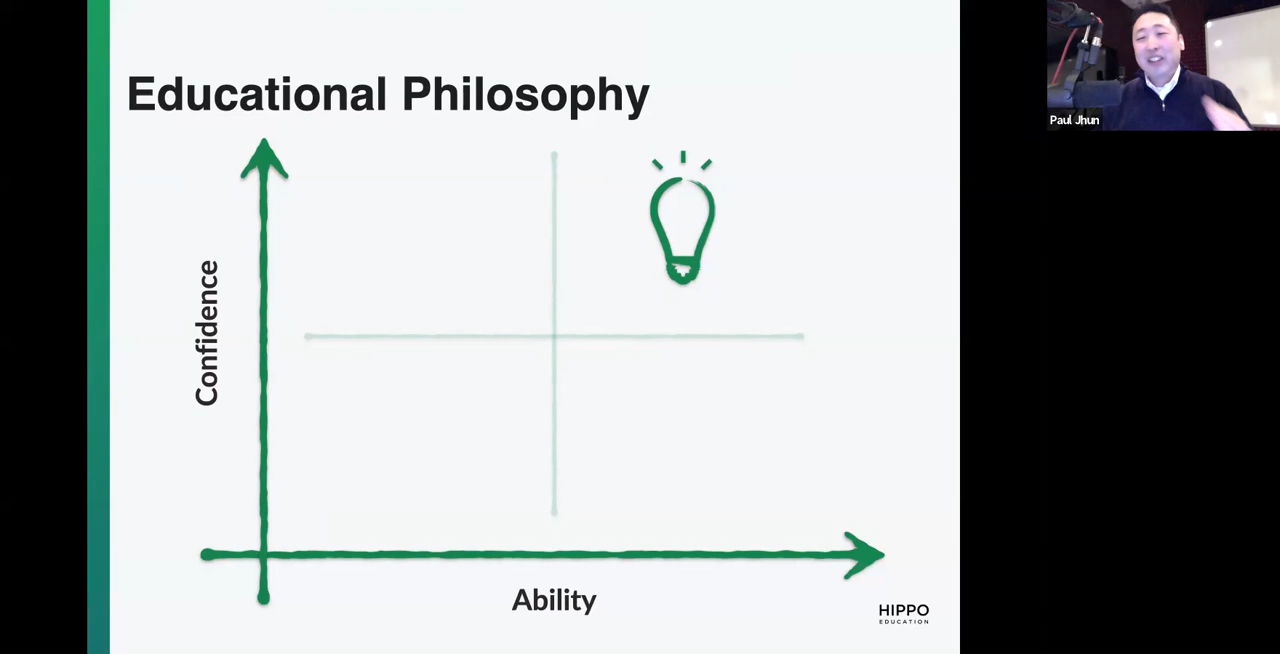 Educational Philosophy
Paul Jhun
Confidence
Ability
HIPPO
EDUCATION